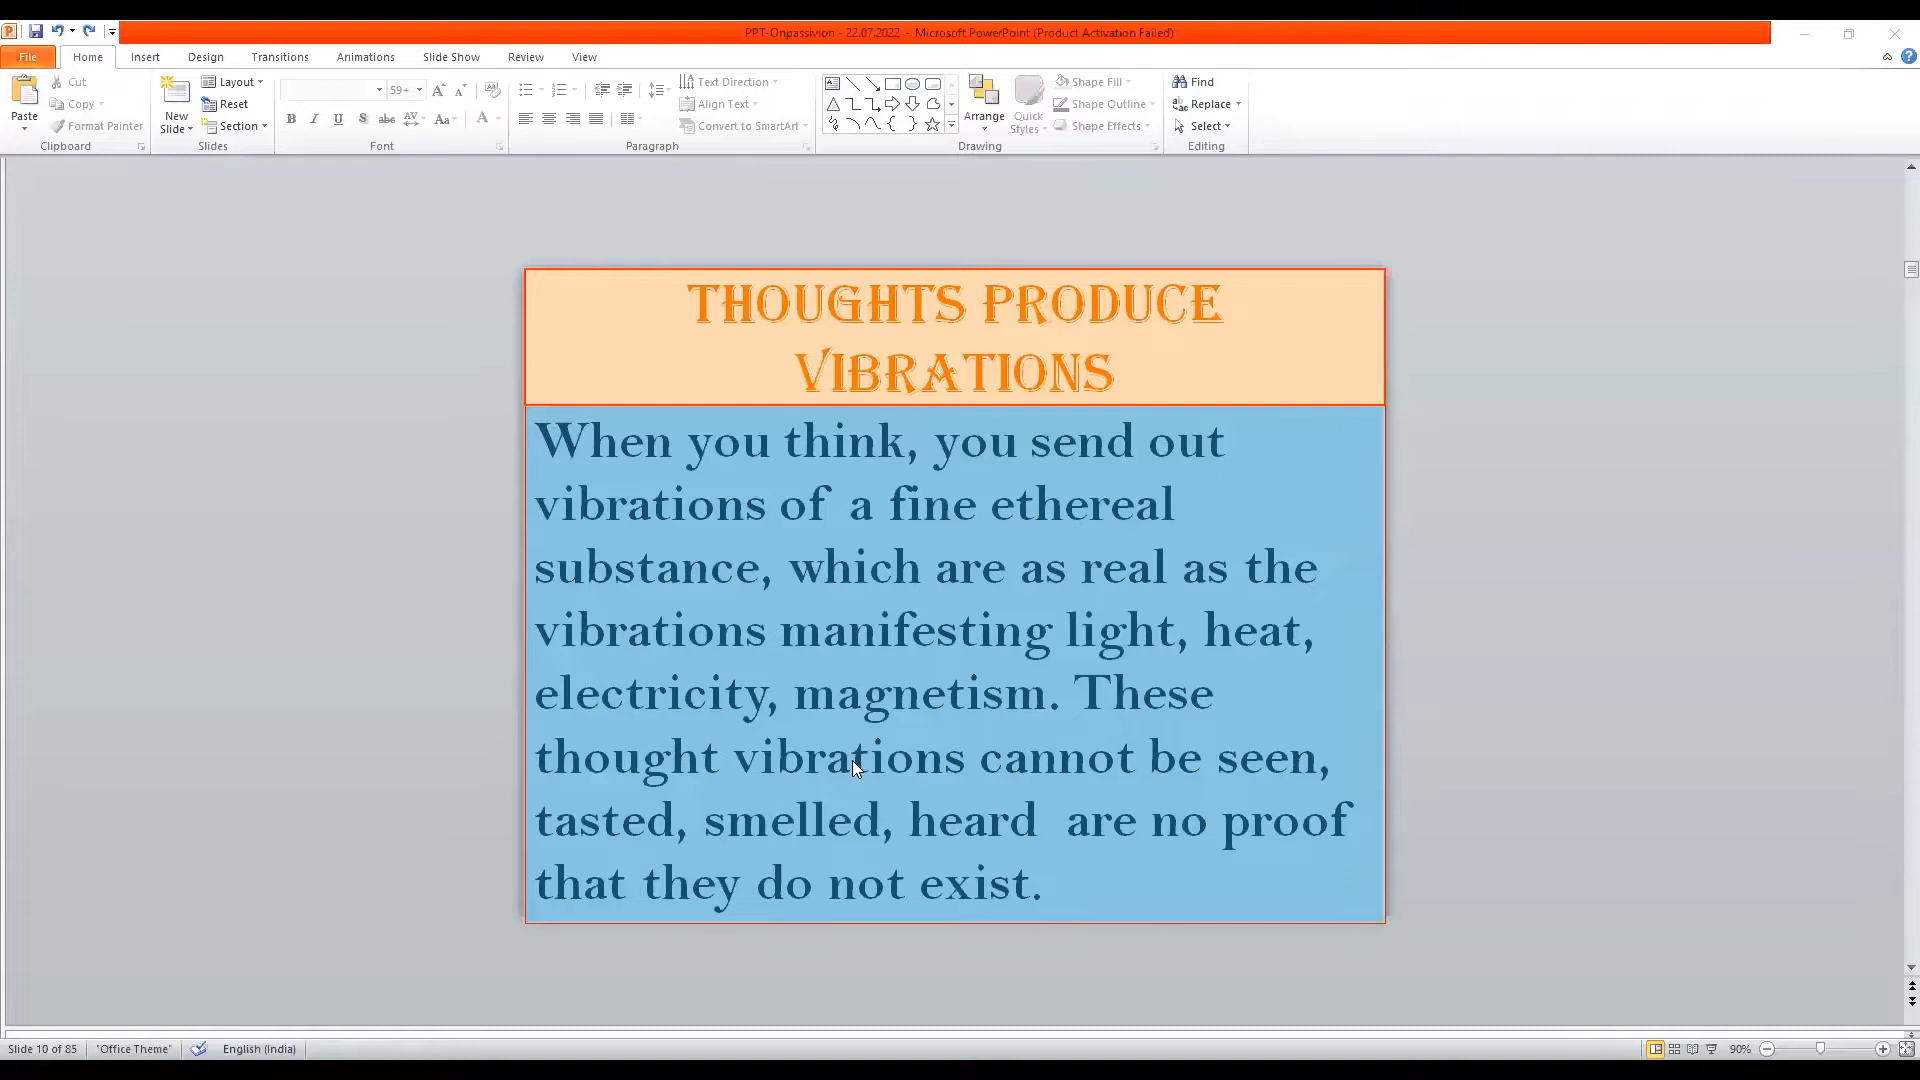 PPT-Onpassivion - 22.07.2022 - Microsoft PowerPoint (Product Activation Failed)
File Home Insert Design Transitions Animations Slide Show Review View
Paste Cut Copy Format Painter Clipboard
New Slide Layout Reset Section Slides
59+ Font
Text Direction Align Text Convert to SmartArt Paragraph
Arrange Quick Styles Shape Fill Shape Outline Shape Effects Drawing
Find Replace Select Editing
THOUGHTS PRODUCE
VIBRATIONS
When you think, you send out
vibrations of a fine ethereal
substance, which are as real as the
vibrations manifesting light, heat,
electricity, magnetism. These
thought vibrations cannot be seen,
tasted, smelled, heard are no proof
that they do not exist.
Slide 10 of 85 "Office Theme" English (India) 90%